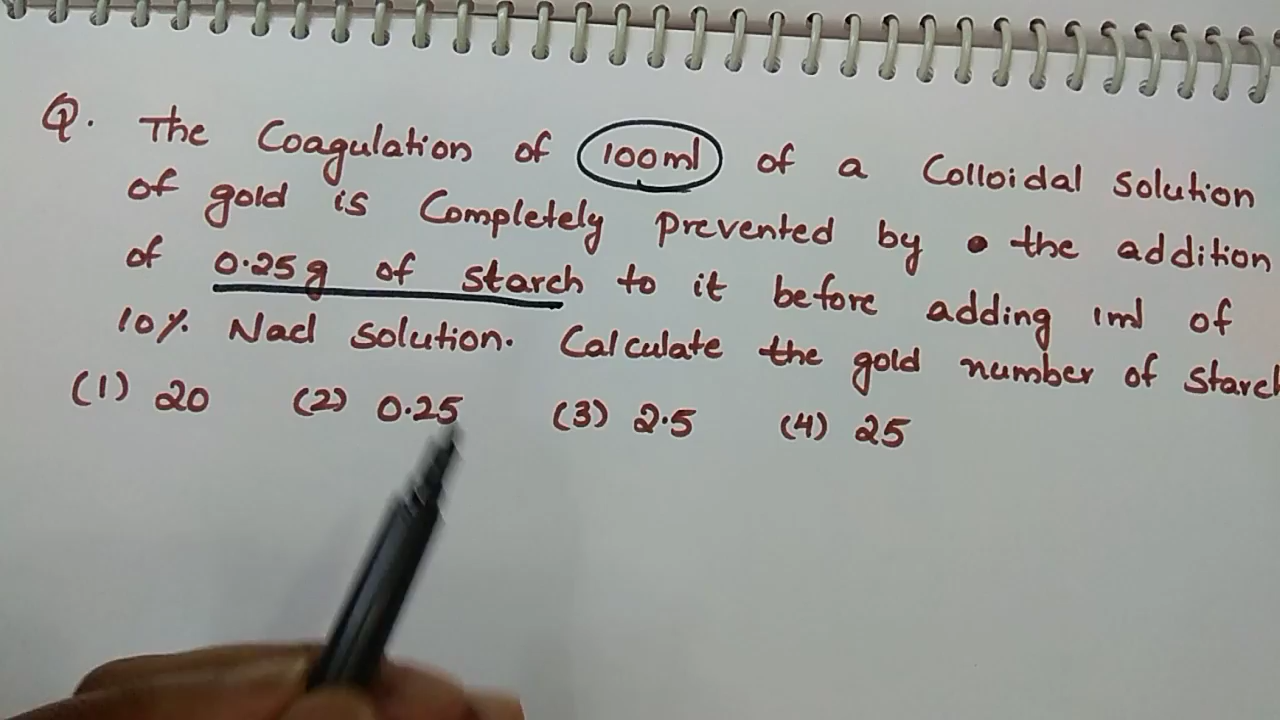 Q. The Coagulation of 100ml of a Colloidal solution
of gold is Completely prevented by the addition
of 0.25g of starch to it before adding 1ml of
10% Nacl solution. Calculate the gold number of starch
(1) 20 (2) 0.25 (3) 2.5 (4) 25